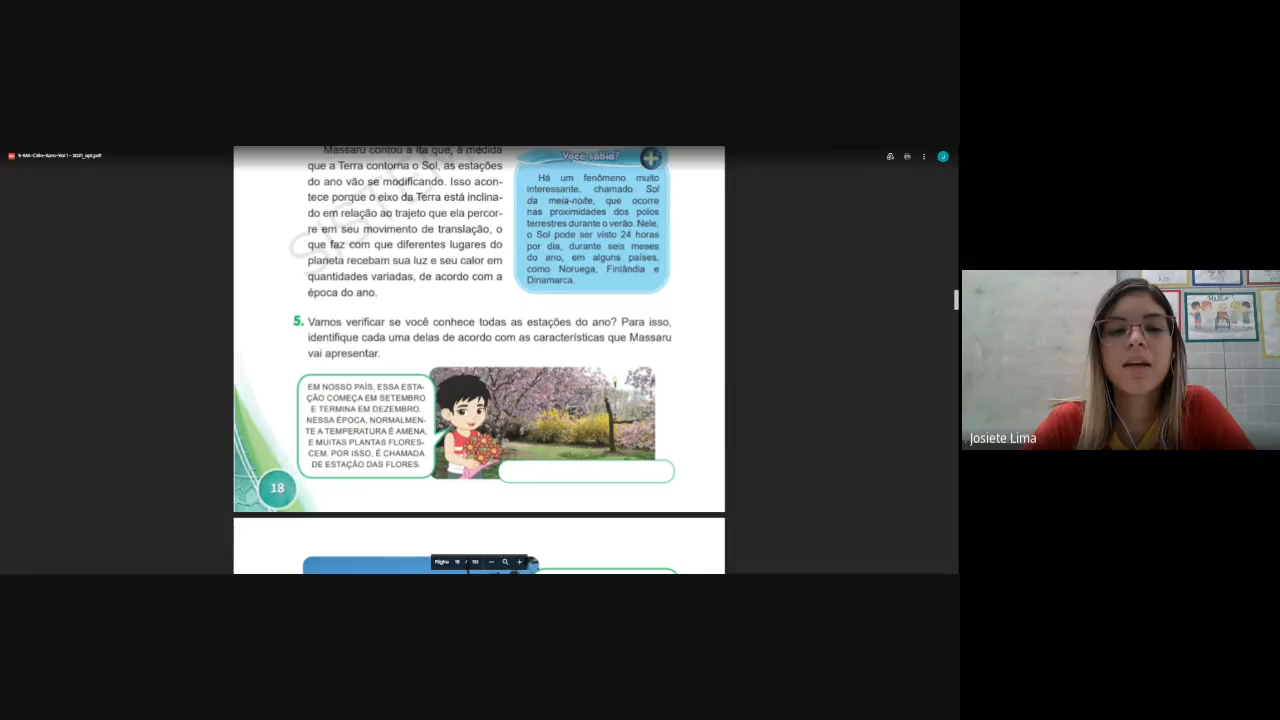 Massaru contou a Ita que, à medida
que a Terra contorna o Sol, as estações
do ano vão se modificando. Isso acon-
tece porque o eixo da Terra está inclina-
do em relação ao trajeto que ela percor-
re em seu movimento de translação, o
que faz com que diferentes lugares do
planeta recebam sua luz e seu calor em
quantidades variadas, de acordo com a
época do ano.
Você sabia?
Há um fenômeno muito
interessante, chamado Sol
da meia-noite, que ocorre
nas proximidades dos polos
terrestres durante o verão. Nele,
o Sol pode ser visto 24 horas
por dia, durante seis meses
do ano, em alguns países,
como Noruega, Finlândia e
Dinamarca.
5. Vamos verificar se você conhece todas as estações do ano? Para isso,
identifique cada uma delas de acordo com as características que Massaru
vai apresentar.
EM NOSSO PAÍS, ESSA ESTA-
ÇÃO COMEÇA EM SETEMBRO
E TERMINA EM DEZEMBRO.
NESSA ÉPOCA, NORMALMEN-
TE A TEMPERATURA É AMENA,
E MUITAS PLANTAS FLORES-
CEM. POR ISSO, É CHAMADA
DE ESTAÇÃO DAS FLORES.
18
Página 18 / 50
Josiete Lima
Hello!